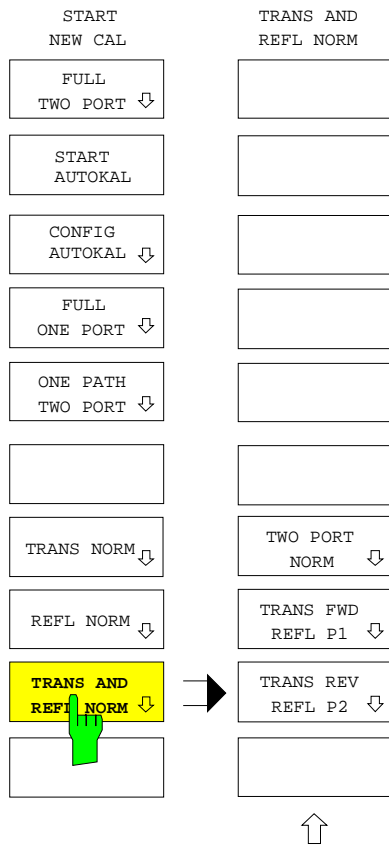 START
NEW CAL
FULL
TWO PORT
START
AUTOKAL
CONFIG
AUTOKAL
FULL
ONE PORT
ONE PATH
TWO PORT
TRANS NORM
REFL NORM
TRANS AND
REFL NORM
TRANS AND
REFL NORM
TWO PORT
NORM
TRANS FWD
REFL P1
TRANS REV
REFL P2